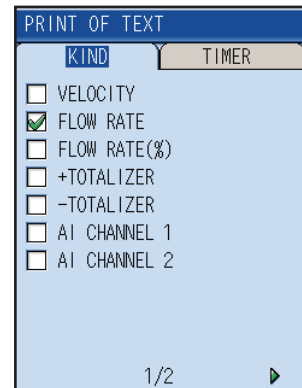 PRINT OF TEXT
KIND TIMER
VELOCITY
FLOW RATE
FLOW RATE(%)
+TOTALIZER
-TOTALIZER
AI CHANNEL 1
AI CHANNEL 2
1/2